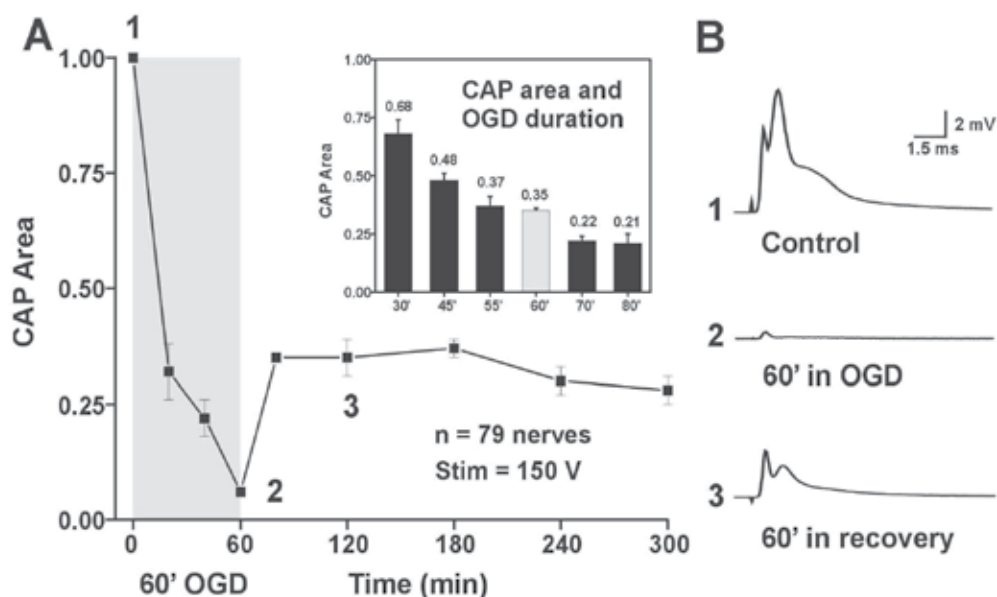 A
1
1.00
0.75
0.50
0.25
0.00
CAP Area
0
60
120
180
240
300
60' OGD
Time (min)
2
3
n = 79 nerves
Stim = 150 V
CAP area and
OGD duration
1.00
0.75
0.50
0.25
0.00
CAP Area
0.68
0.48
0.37
0.35
0.22
0.21
30'
45'
55'
60'
70'
80'
B
2 mV
1.5 ms
1
Control
2
60' in OGD
3
60' in recovery